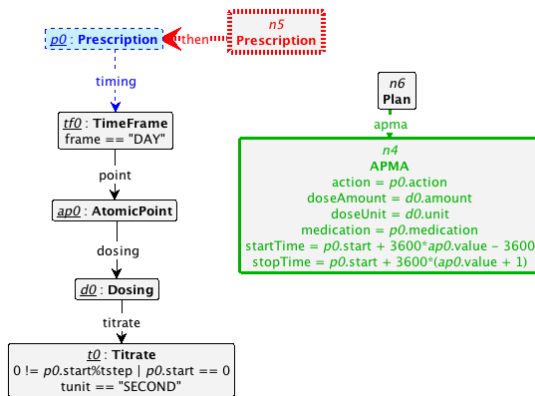 p0 : Prescription
then
n5
Prescription
timing
tf0 : TimeFrame
frame == "DAY"
point
ap0 : AtomicPoint
dosing
d0 : Dosing
titrate
t0 : Titrate
0 != p0.start%tstep | p0.start == 0
tunit == "SECOND"
n6
Plan
apma
n4
APMA
action = p0.action
doseAmount = d0.amount
doseUnit = d0.unit
medication = p0.medication
startTime = p0.start + 3600*ap0.value − 3600
stopTime = p0.start + 3600*(ap0.value + 1)